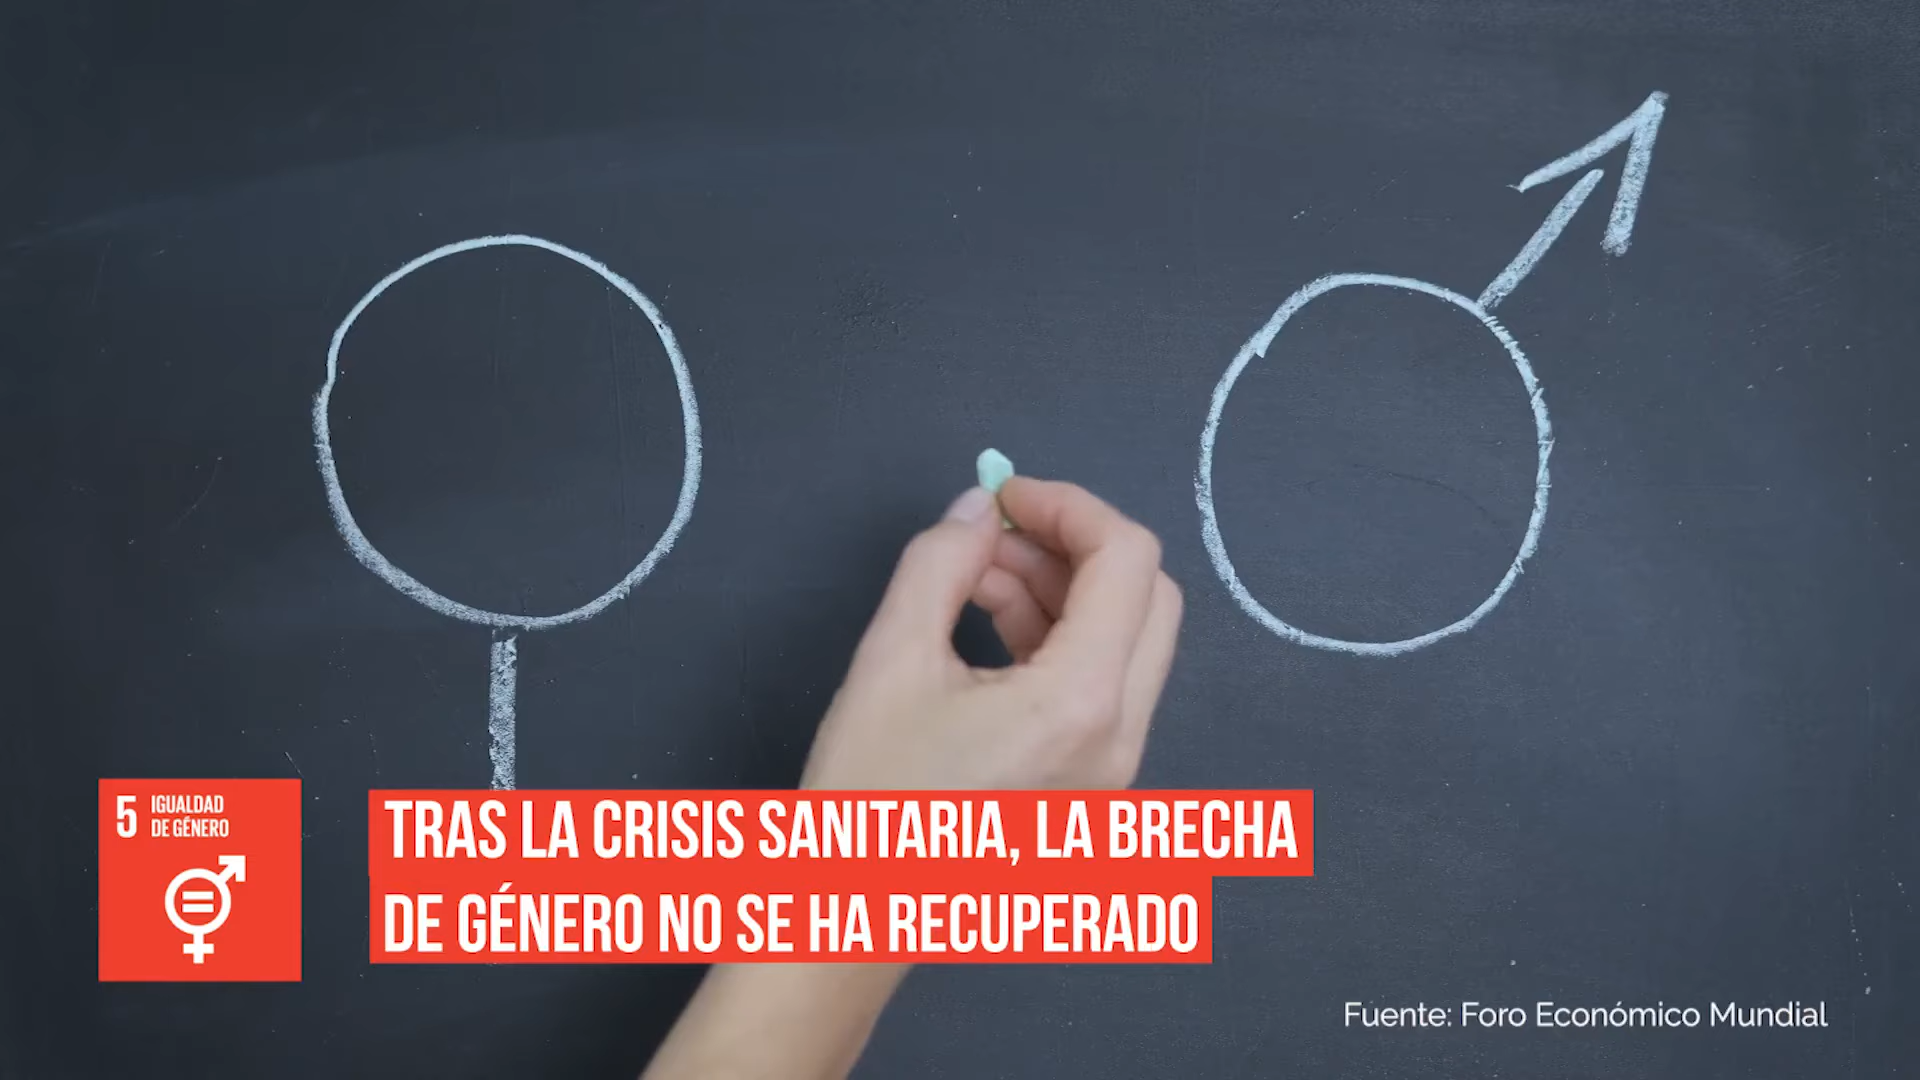 5 IGUALDAD
DE GÉNERO
TRAS LA CRISIS SANITARIA, LA BRECHA
DE GÉNERO NO SE HA RECUPERADO
Fuente: Foro Económico Mundial